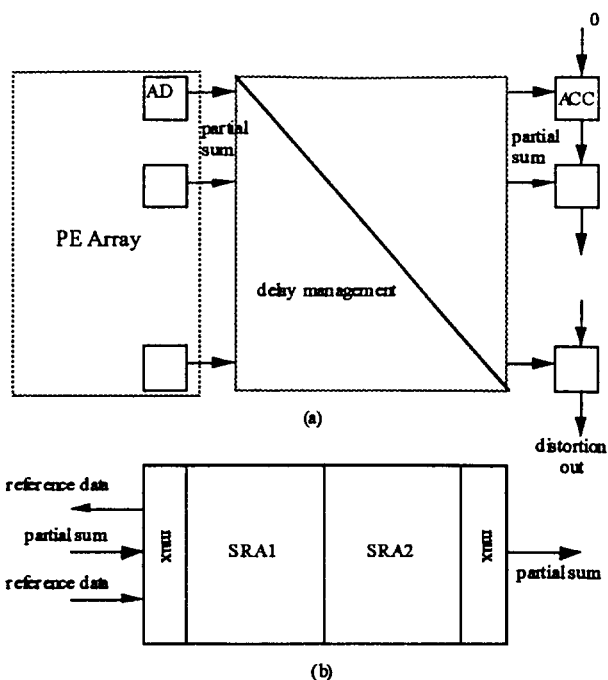 0
AD
ACC
partial
sum
partial
sum
PE Array
delay management
(a)
distortion
out
reference data
partial sum
reference data
mux
SRA1
SRA2
mux
partial sum
(b)